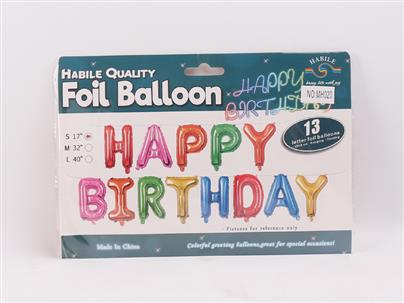 HABILE QUALITY
Foil Balloon
HABILE
NO.MH020
HAPPY
BIRTHDAY
S 17"
M 32"
L 40"
13
letter foil balloons
HAPPY
BIRTHDAY
- Pictures for reference only
Made In China
Colorful greeting balloons,great for special occasions!